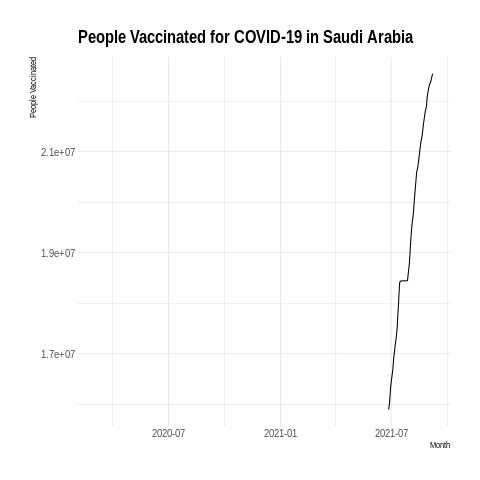 People Vaccinated for COVID-19 in Saudi Arabia
People Vaccinated
2.1e+07
1.9e+07
1.7e+07
2020-07
2021-01
2021-07
Month